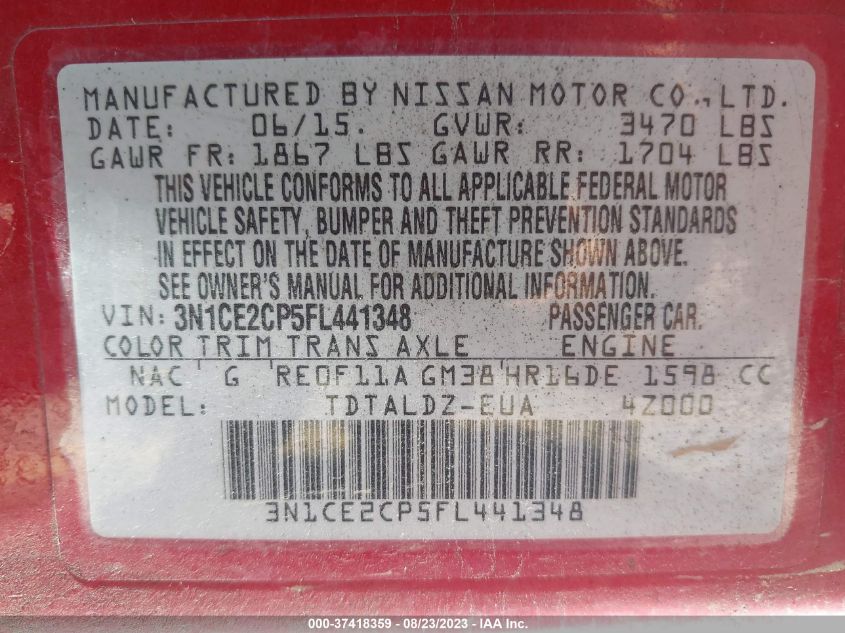 MANUFACTURED BY NISSAN MOTOR CO., LTD.
DATE: 06/15. GVWR: 3470 LBS
GAWR FR: 1867 LBS GAWR RR: 1704 LBS
THIS VEHICLE CONFORMS TO ALL APPLICABLE FEDERAL MOTOR
VEHICLE SAFETY, BUMPER AND THEFT PREVENTION STANDARDS
IN EFFECT ON THE DATE OF MANUFACTURE SHOWN ABOVE.
SEE OWNER'S MANUAL FOR ADDITIONAL INFORMATION.
VIN: 3N1CE2CP5FL441348 PASSENGER CAR.
COLOR TRIM TRANS AXLE ENGINE
NAC ' G ' RE0F11A GM38 ' HR16DE 1598 CC
MODEL: TDTALDZ-EUA 4Z000
3N1CE2CP5FL441348
000-37418359 - 08/23/2023 - IAA Inc.